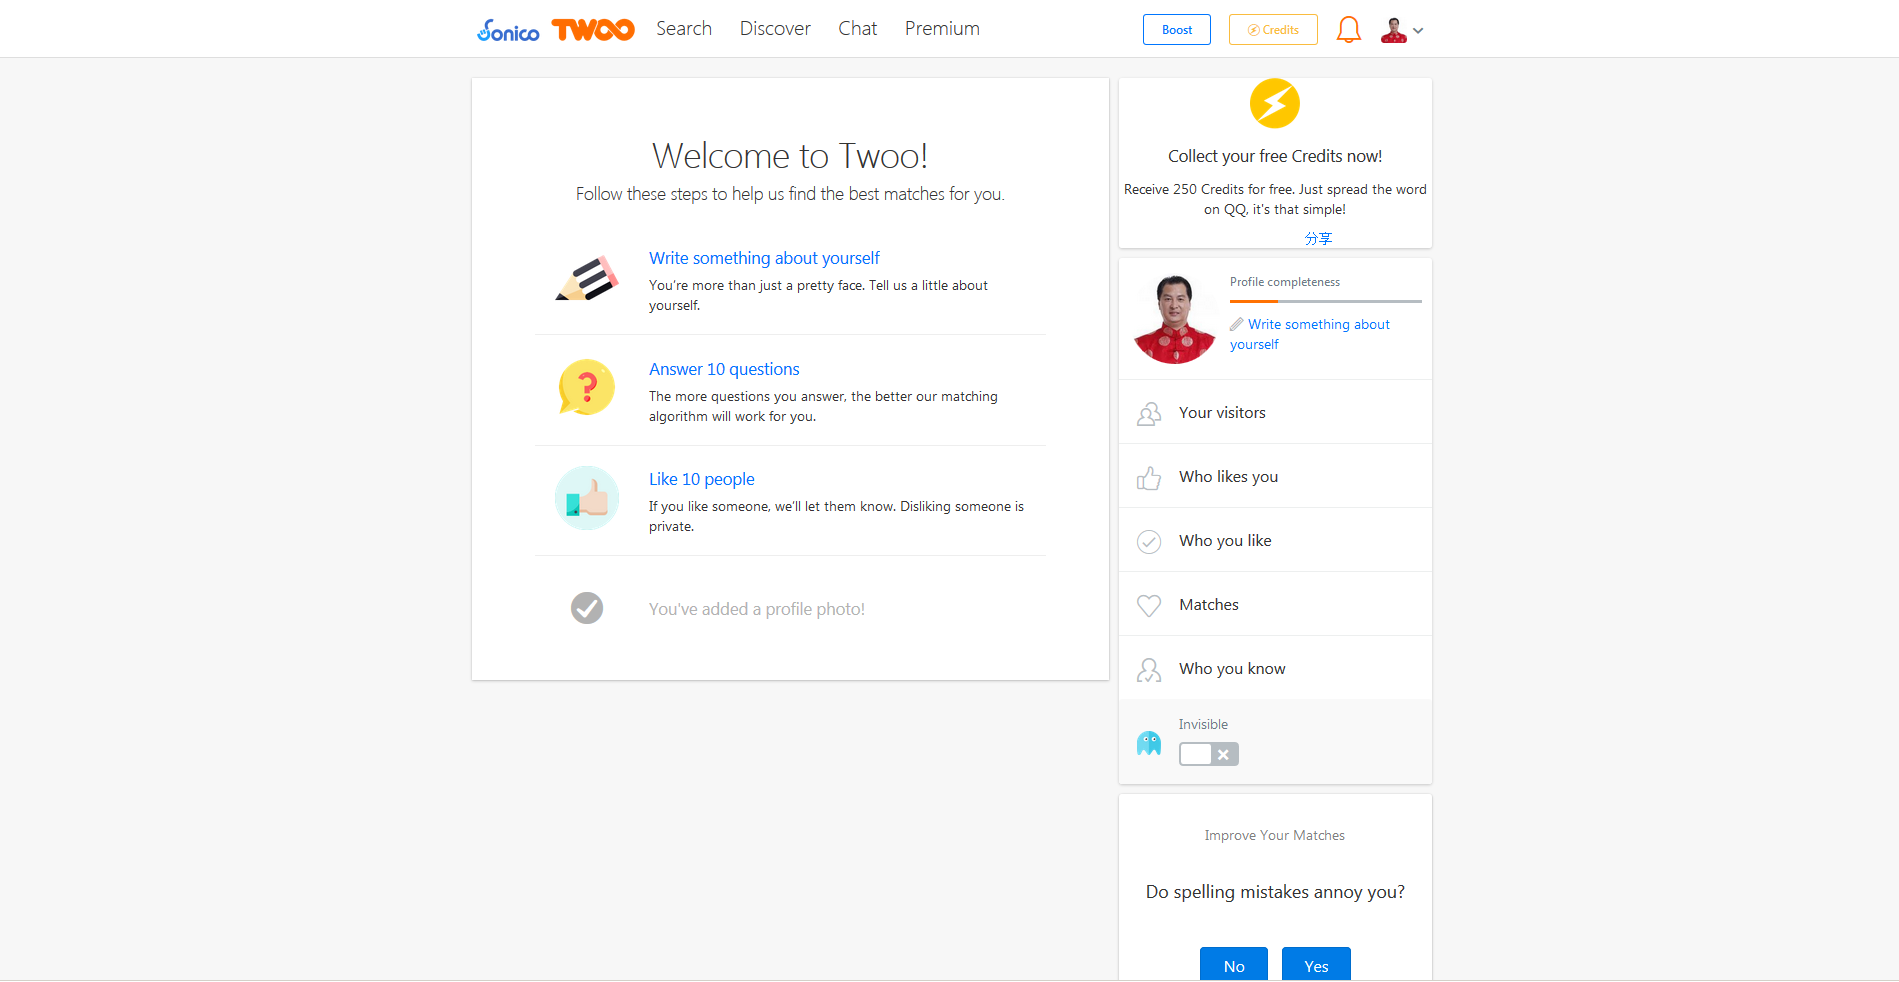 Sonico TWOO Search Discover Chat Premium Boost Credits
Welcome to Twoo!
Follow these steps to help us find the best matches for you.
Write something about yourself
You're more than just a pretty face. Tell us a little about
yourself.
Answer 10 questions
The more questions you answer, the better our matching
algorithm will work for you.
Like 10 people
If you like someone, we'll let them know. Disliking someone is
private.
You've added a profile photo!
Collect your free Credits now!
Receive 250 Credits for free. Just spread the word
on QQ, it's that simple!
分享
Profile completeness
Write something about
yourself
Your visitors
Who likes you
Who you like
Matches
Who you know
Invisible
Improve Your Matches
Do spelling mistakes annoy you?
No Yes